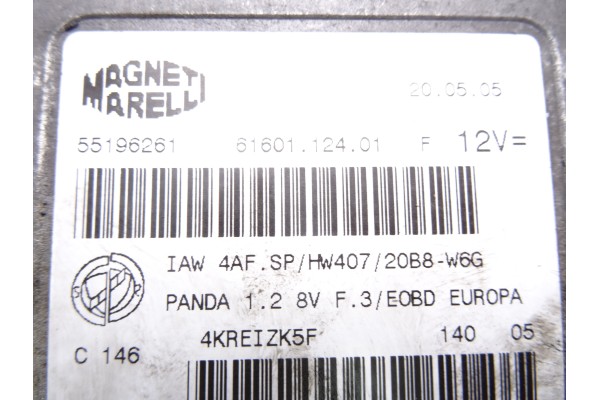 MAGNETI
MARELLI
20.05.05
55196261 61601.124.01 F 12V=
IAW 4AF.SP/HW407/20B8-W6G
PANDA 1.2 8V F.3/EOBD EUROPA
4KREIZK5F 140 05
C 146